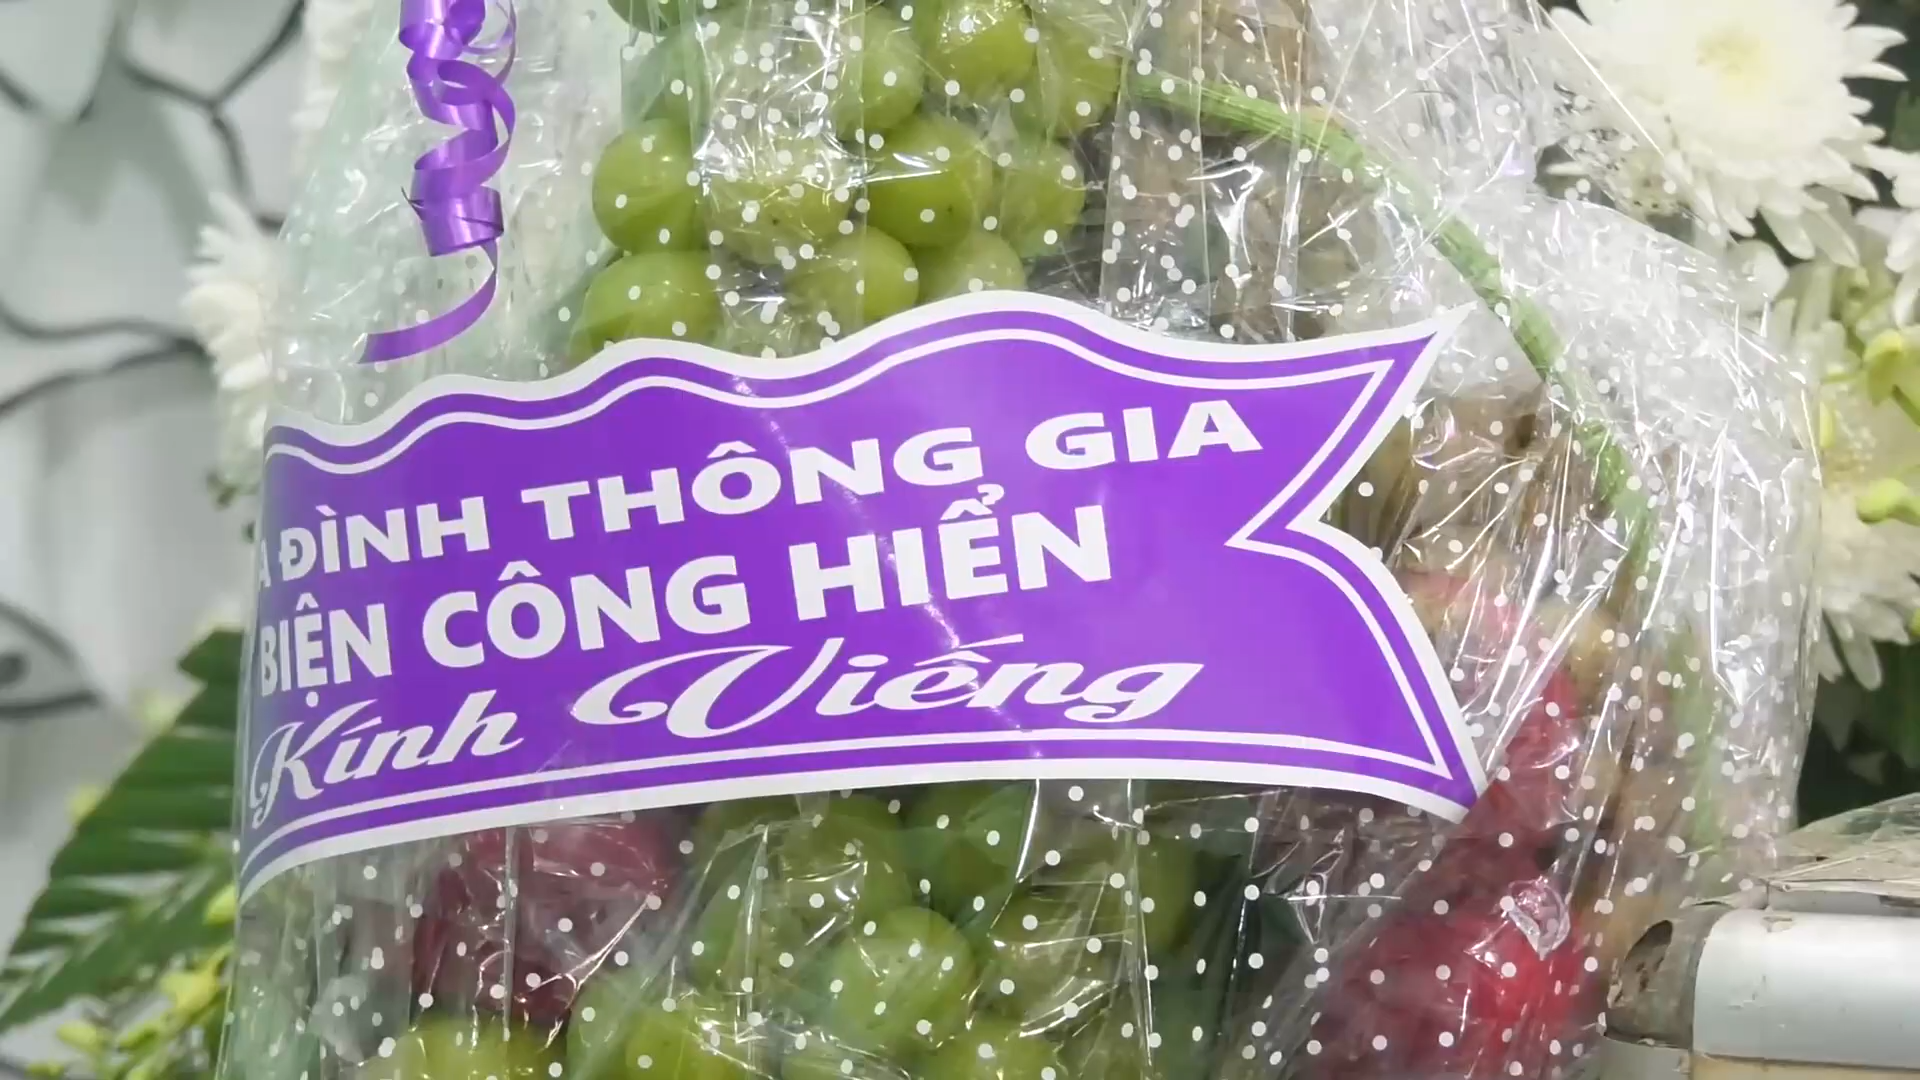 A ĐÌNH THÔNG GIA
BIỆN CÔNG HIỂN
Kính Viếng